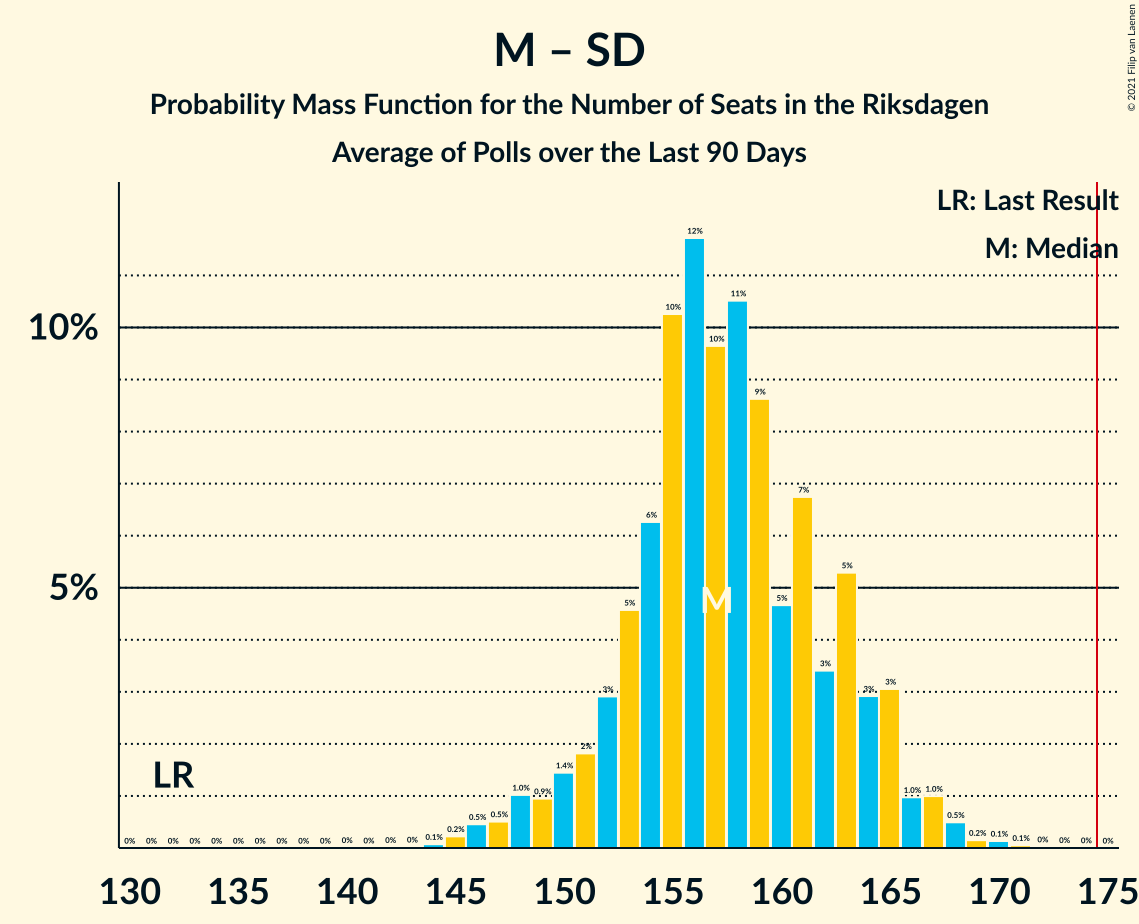 M – SD
Probability Mass Function for the Number of Seats in the Riksdagen
Average of Polls over the Last 90 Days
© 2021 Filip van Laenen
LR: Last Result
M: Median
10%
5%
0% 0% 0% 0% 0% 0% 0% 0% 0% 0% 0% 0% 0% 0% 0.1% 0.2% 0.5% 0.5% 1.0% 0.9% 1.4% 2% 3% 5% 6% 10% 12% 10% 11% 9% 5% 7% 3% 5% 3% 3% 1.0% 1.0% 0.5% 0.2% 0.1% 0.1% 0% 0% 0% 0%
M
LR
130 135 140 145 150 155 160 165 170 175